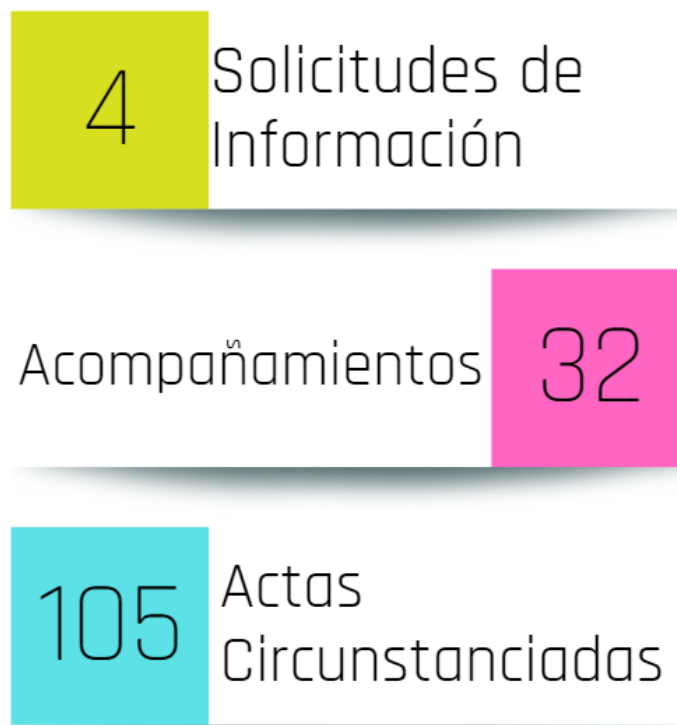 4
Solicitudes de
Información
Acompañamientos
32
105
Actas
Circunstanciadas